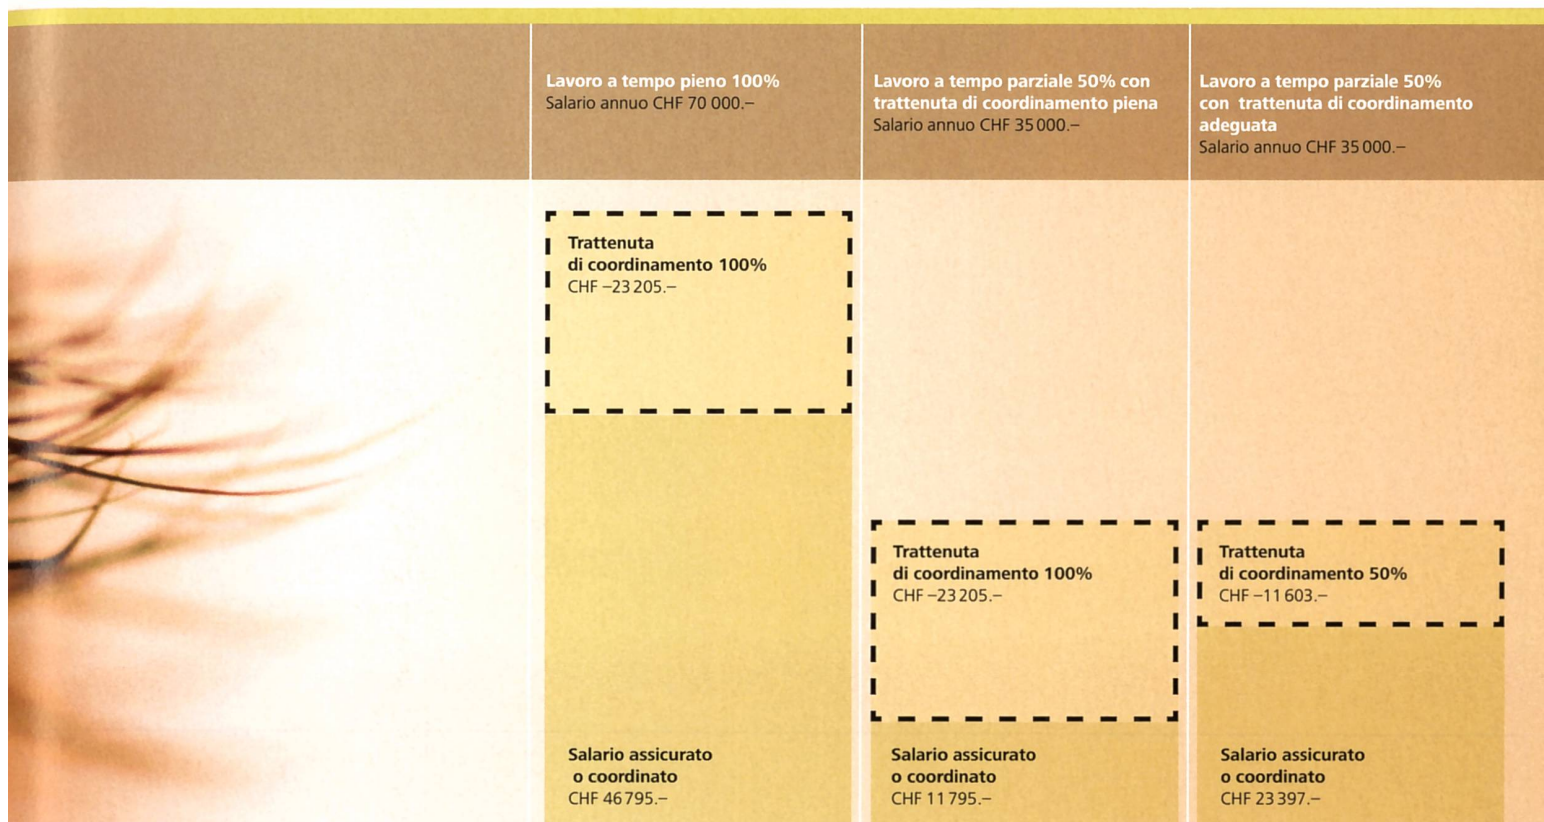 Lavoro a tempo pieno 100%
Salario annuo CHF 70 000.–
Lavoro a tempo parziale 50% con
trattenuta di coordinamento piena
Salario annuo CHF 35 000.–
Lavoro a tempo parziale 50%
con trattenuta di coordinamento
adeguata
Salario annuo CHF 35 000.–
Trattenuta
di coordinamento 100%
CHF –23 205.–
Trattenuta
di coordinamento 100%
CHF –23 205.–
Trattenuta
di coordinamento 50%
CHF –11 603.–
Salario assicurato
o coordinato
CHF 46 795.–
Salario assicurato
o coordinato
CHF 11 795.–
Salario assicurato
o coordinato
CHF 23 397.–